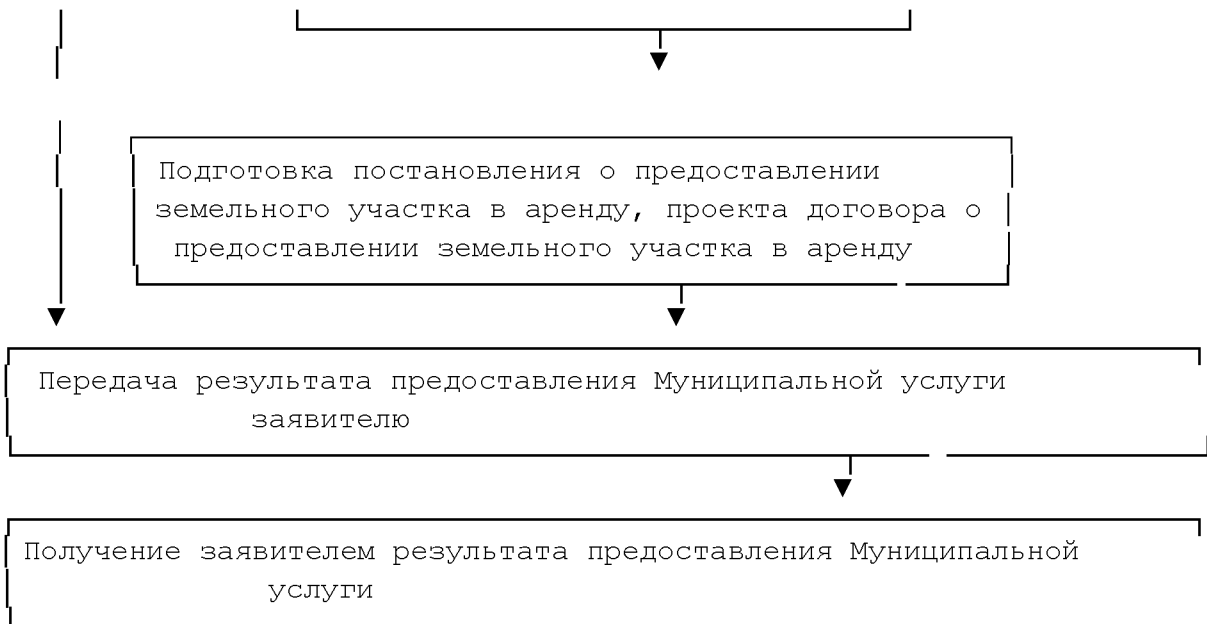 Подготовка постановления о предоставлении
земельного участка в аренду, проекта договора о
предоставлении земельного участка в аренду
Передача результата предоставления Муниципальной услуги
заявителю
Получение заявителем результата предоставления Муниципальной
услуги